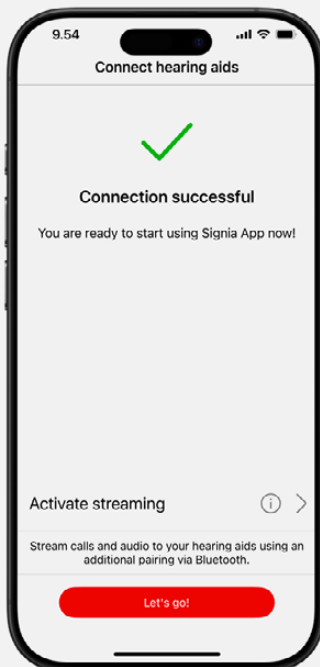 9.54
Connect hearing aids
Connection successful
You are ready to start using Signia App now!
Activate streaming
Stream calls and audio to your hearing aids using an
additional pairing via Bluetooth.
Let's go!